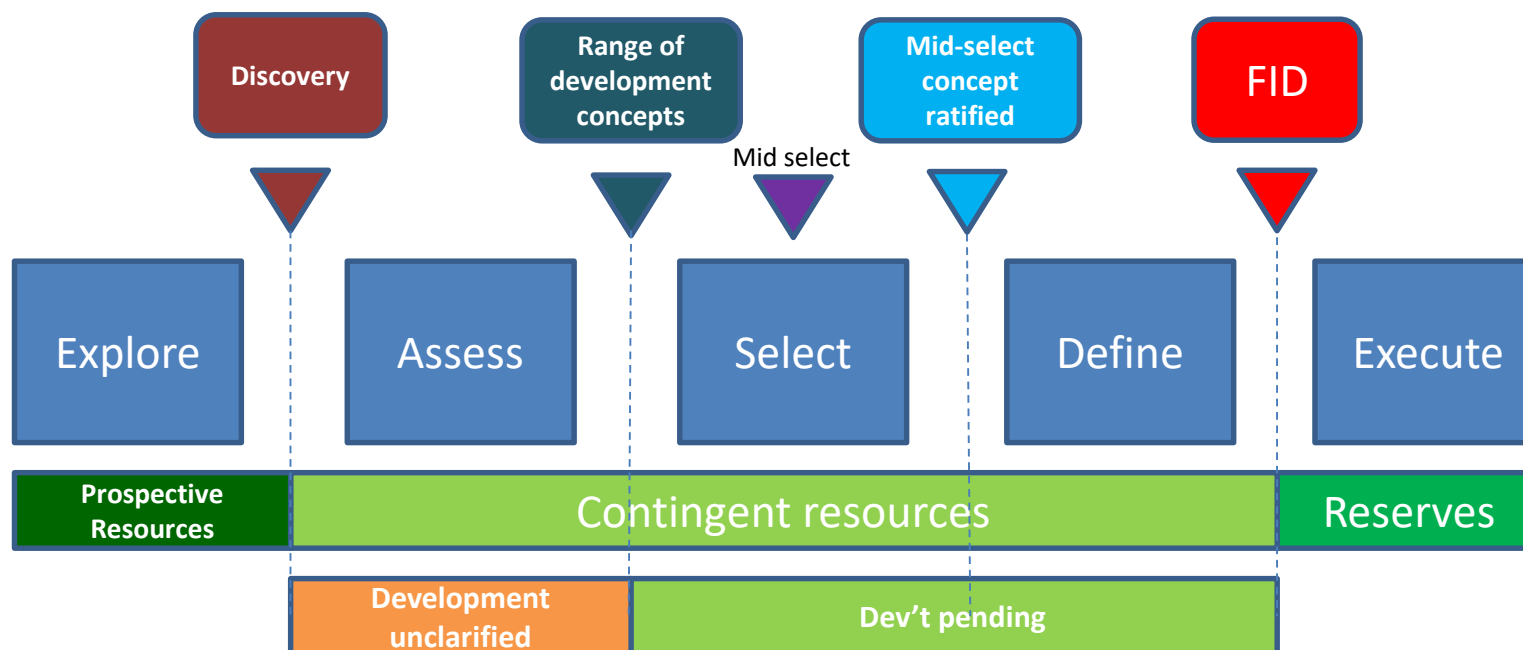 Discovery
Range of
development
concepts
Mid-select
concept
ratified
FID
Mid select
Explore
Assess
Select
Define
Execute
Prospective
Resources
Contingent resources
Reserves
Development
unclarified
Dev’t pending